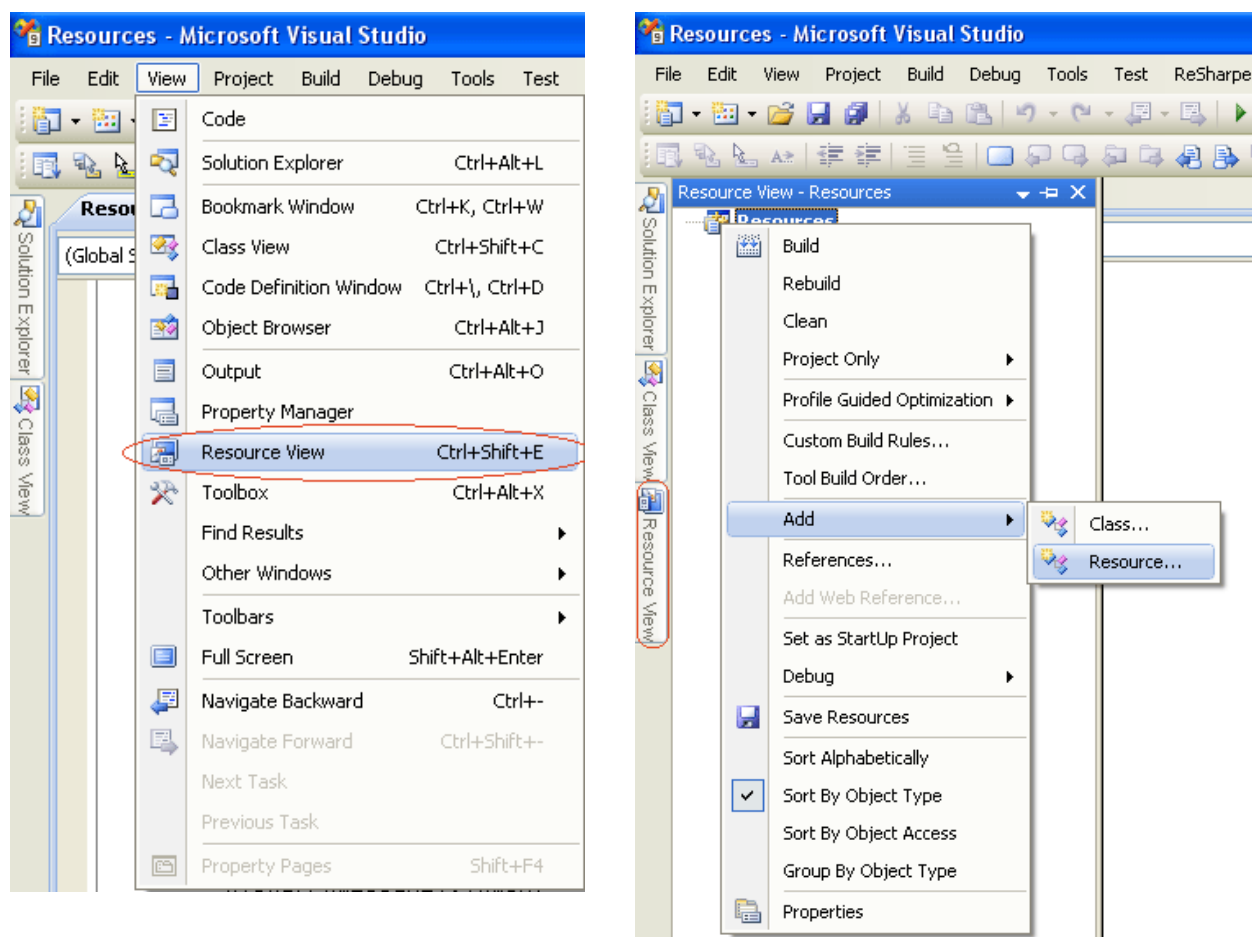 Resources - Microsoft Visual Studio
File Edit View Project Build Debug Tools Test
Code
Solution Explorer Ctrl+Alt+L
Bookmark Window Ctrl+K, Ctrl+W
Class View Ctrl+Shift+C
Code Definition Window Ctrl+\, Ctrl+D
Object Browser Ctrl+Alt+J
Output Ctrl+Alt+O
Property Manager
Resource View Ctrl+Shift+E
Toolbox Ctrl+Alt+X
Find Results
Other Windows
Toolbars
Full Screen Shift+Alt+Enter
Navigate Backward Ctrl+-
Navigate Forward Ctrl+Shift+-
Next Task
Previous Task
Property Pages Shift+F4
Resou
(Global S
Solution Explorer
Class View
Resources - Microsoft Visual Studio
File Edit View Project Build Debug Tools Test ReSharpe
Resource View - Resources
Resources
Build
Rebuild
Clean
Project Only
Profile Guided Optimization
Custom Build Rules...
Tool Build Order...
Add
References...
Add Web Reference...
Set as StartUp Project
Debug
Save Resources
Sort Alphabetically
Sort By Object Type
Sort By Object Access
Group By Object Type
Properties
Class...
Resource...
Solution Explorer
Class View
Resource View